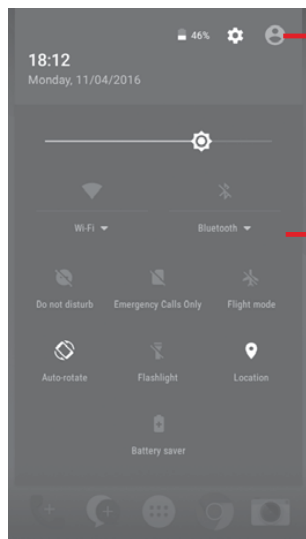 46%
18:12
Monday, 11/04/2016
Wi-Fi
Bluetooth
Do not disturb
Emergency Calls Only
Flight mode
Auto-rotate
Flashlight
Location
Battery saver